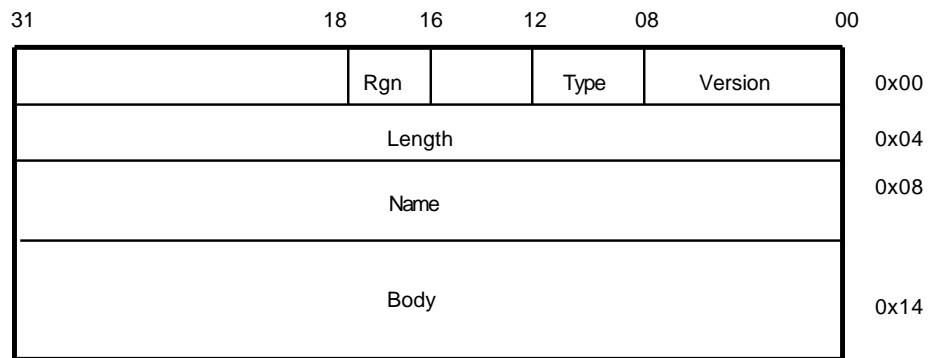 31 18 16 12 08 00
Rgn Type Version 0x00
Length 0x04
0x08
Name
Body
0x14